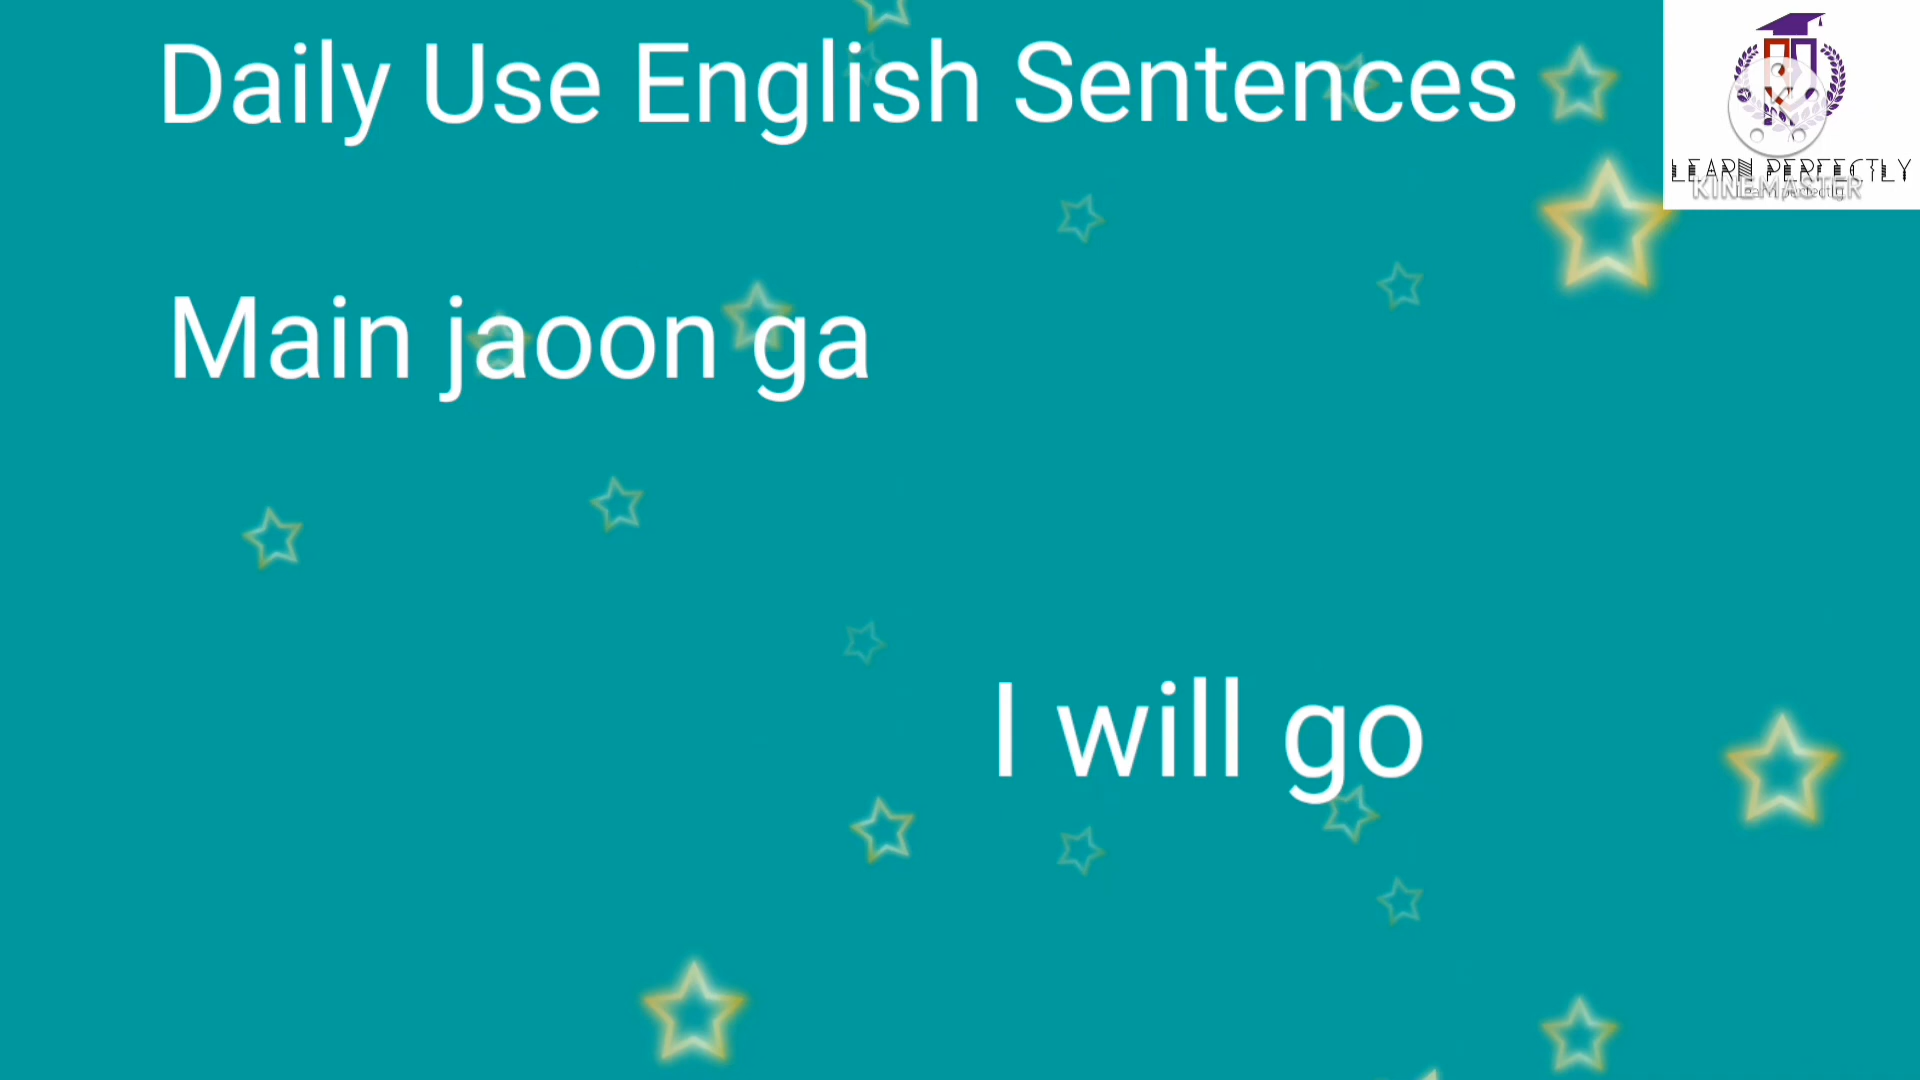 Daily Use English Sentences
LEARN PERFECTLY
KINEMASTER
Main jaoon ga
I will go